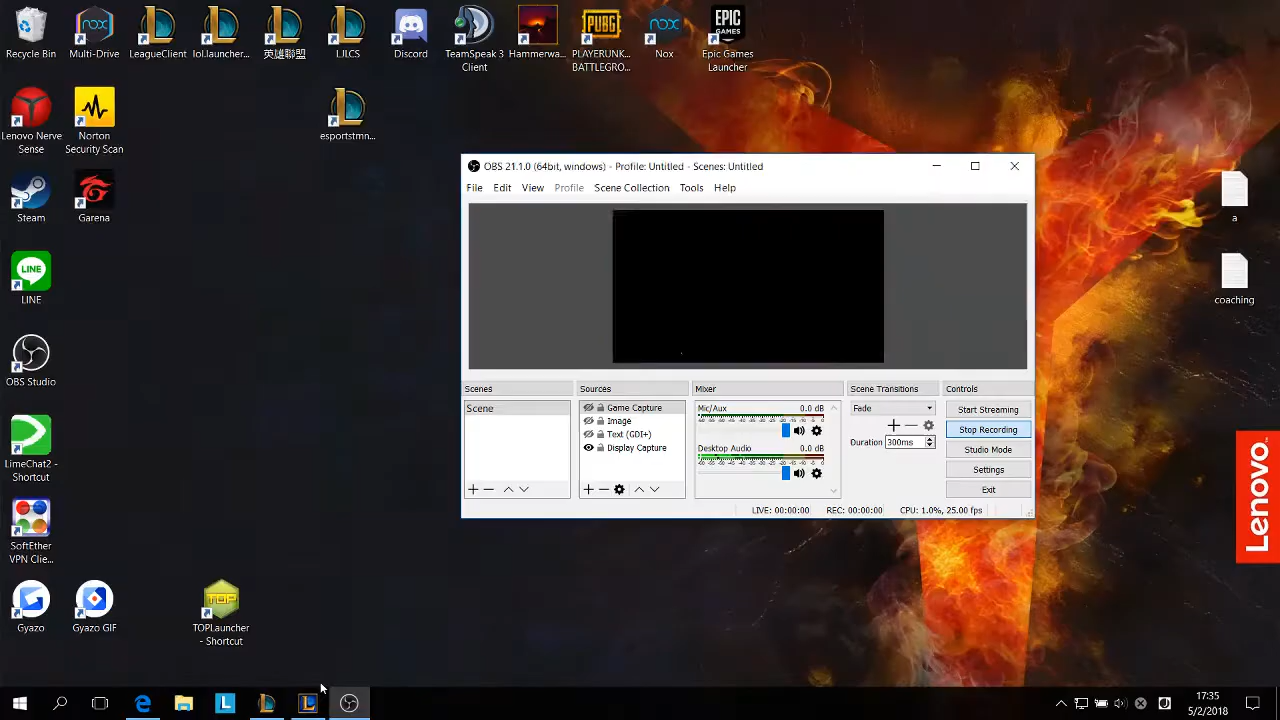 Recycle Bin
Multi-Drive
LeagueClient
lol.launcher...
英雄聯盟
LJLCS
Discord
TeamSpeak 3
Client
Hammerwa...
PUBG
PLAYERUNK...
BATTLEGRO...
nox
Nox
EPIC
GAMES
Epic Games
Launcher
Lenovo Nerve
Sense
Norton
Security Scan
esportstmn...
Steam
Garena
LINE
LINE
OBS Studio
LimeChat2 -
Shortcut
SoftEther
VPN Clie...
Gyazo
Gyazo GIF
TOP
TOPLauncher
- Shortcut
OBS 21.1.0 (64bit, windows) - Profile: Untitled - Scenes: Untitled
File Edit View Profile Scene Collection Tools Help
Scenes
Scene
Sources
Game Capture
Image
Text (GDI+)
Display Capture
Mixer
Mic/Aux 0.0 dB
Desktop Audio 0.0 dB
Scene Transitions
Fade
Duration 300ms
Controls
Start Streaming
Stop Recording
Studio Mode
Settings
Exit
LIVE: 00:00:00 REC: 00:00:00 CPU: 1.0%, 25.00 fps
a
coaching
Lenovo
17:35
5/2/2018